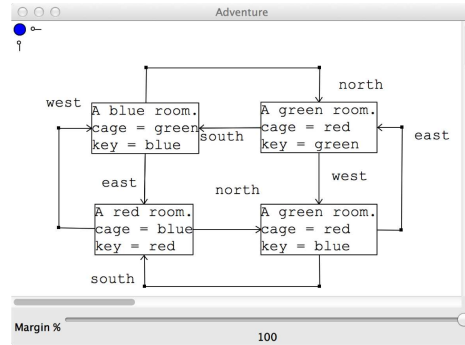 Adventure
north
west
A blue room.
cage = green
key = blue
south
A green room.
cage = red
key = green
east
east
north
west
A red room.
cage = blue
key = red
A green room.
cage = red
key = blue
south
Margin %
100